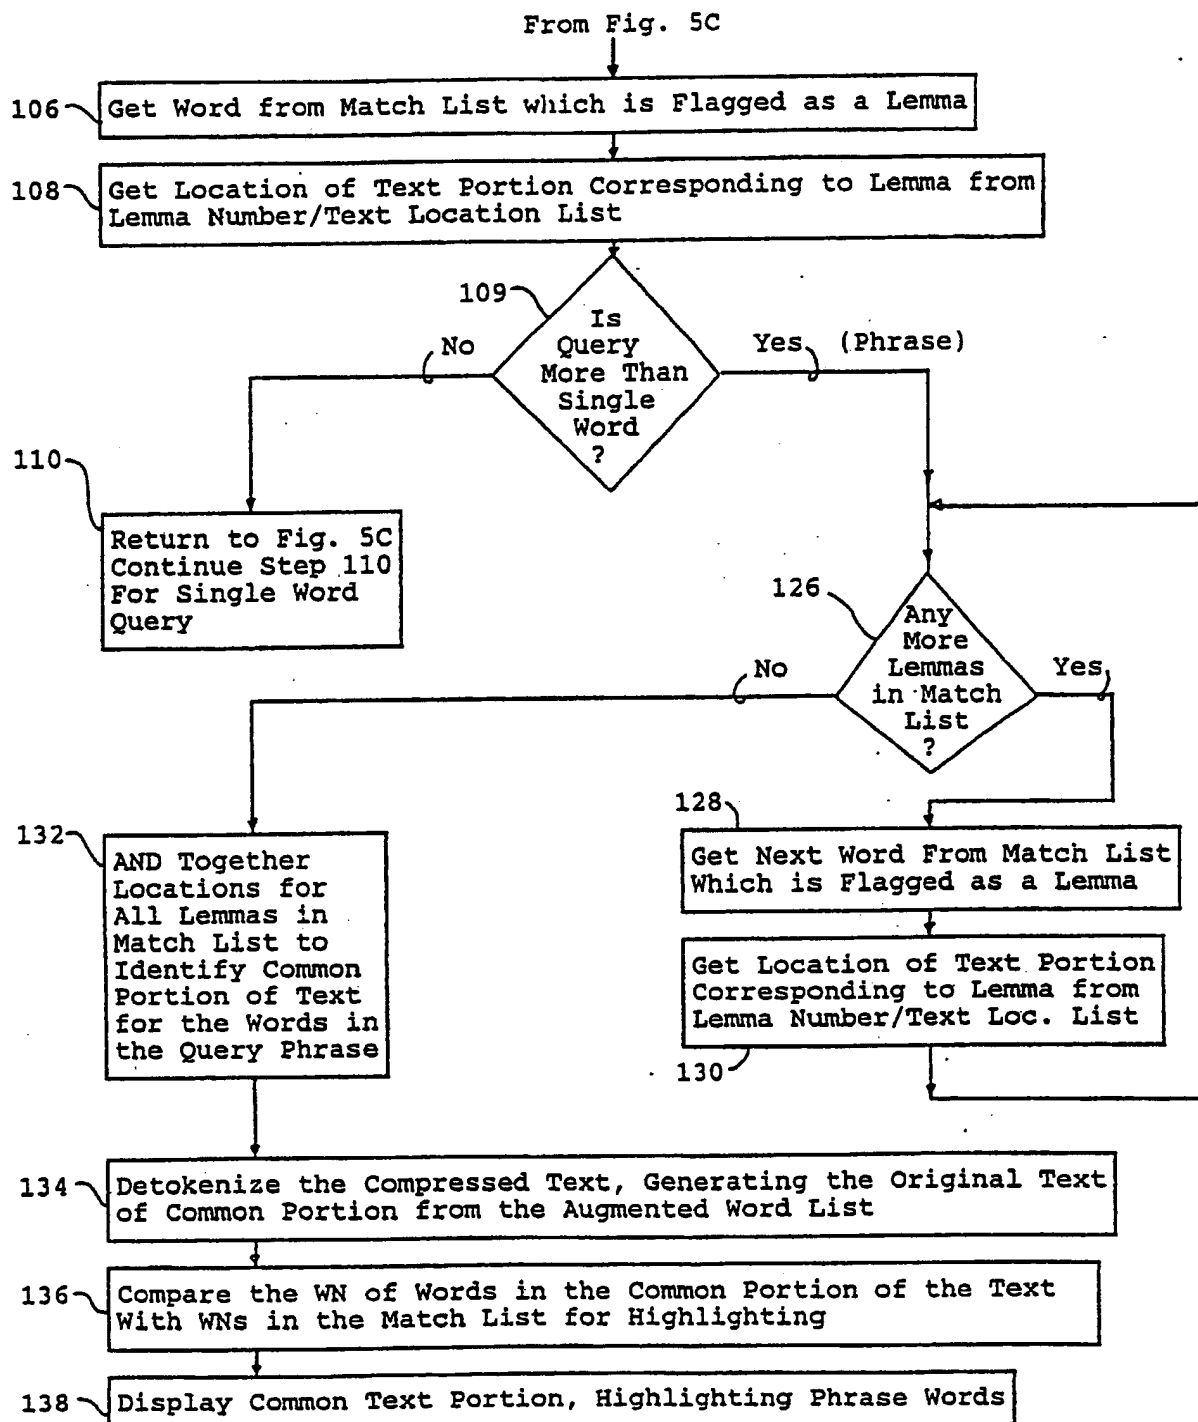 From Fig. 5C
106
Get Word from Match List which is Flagged as a Lemma
108
Get Location of Text Portion Corresponding to Lemma from
Lemma Number/Text Location List
109
Is
Query
More Than
Single
Word
?
No
Yes (Phrase)
110
Return to Fig. 5C
Continue Step 110
For Single Word
Query
126
Any
More
Lemmas
in Match
List
?
No
Yes
128
Get Next Word From Match List
Which is Flagged as a Lemma
Get Location of Text Portion
Corresponding to Lemma from
Lemma Number/Text Loc. List
130
132
AND Together
Locations for
All Lemmas in
Match List to
Identify Common
Portion of Text
for the Words in
the Query Phrase
134
Detokenize the Compressed Text, Generating the Original Text
of Common Portion from the Augmented Word List
136
Compare the WN of Words in the Common Portion of the Text
With WNs in the Match List for Highlighting
138
Display Common Text Portion, Highlighting Phrase Words